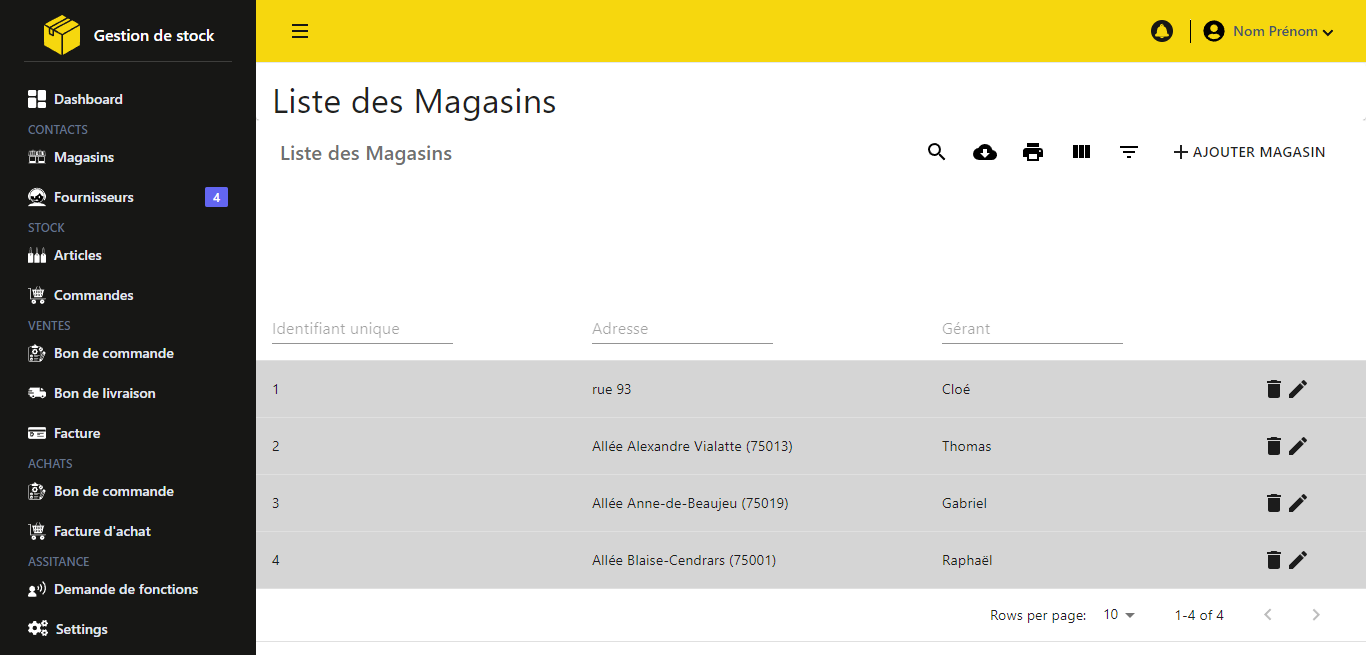 Gestion de stock
Nom Prénom
Dashboard
CONTACTS
Magasins
Fournisseurs 4
STOCK
Articles
Commandes
VENTES
Bon de commande
Bon de livraison
Facture
ACHATS
Bon de commande
Facture d'achat
ASSITANCE
Demande de fonctions
Settings
Liste des Magasins
Liste des Magasins
AJOUTER MAGASIN
Identifiant unique Adresse Gérant
1 rue 93 Cloé
2 Allée Alexandre Vialatte (75013) Thomas
3 Allée Anne-de-Beaujeu (75019) Gabriel
4 Allée Blaise-Cendrars (75001) Raphaël
Rows per page: 10 1-4 of 4